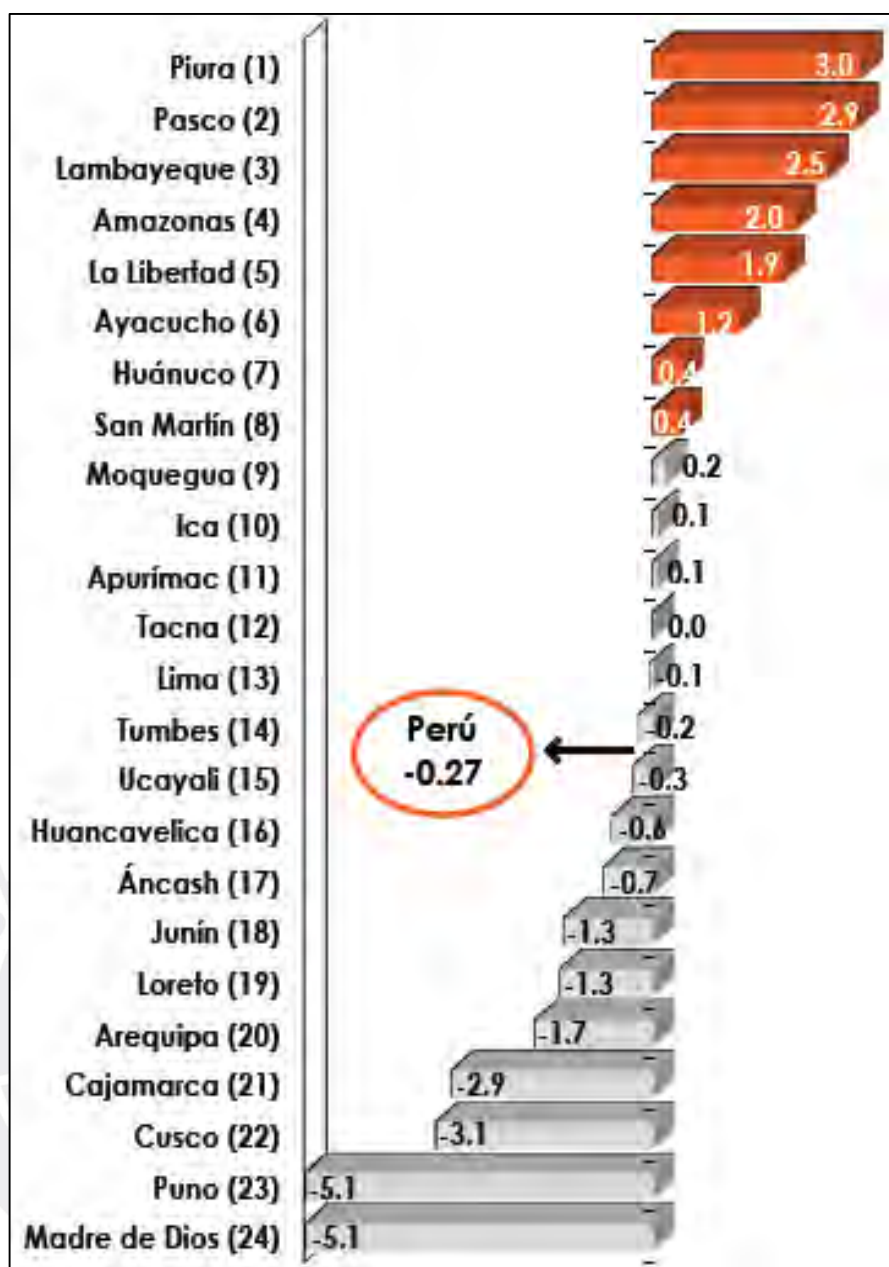 Piura (1) 3.0
Pasco (2) 2.9
Lambayeque (3) 2.5
Amazonas (4) 2.0
La Libertad (5) 1.9
Ayacucho (6) 1.2
Huánuco (7) 0.4
San Martín (8) 0.4
Moquegua (9) 0.2
Ica (10) 0.1
Apurímac (11) 0.1
Tacna (12) 0.0
Lima (13) -0.1
Tumbes (14) -0.2
Perú
-0.27
Ucayali (15) -0.3
Huancavelica (16) -0.6
Áncash (17) -0.7
Junín (18) -1.3
Loreto (19) -1.3
Arequipa (20) -1.7
Cajamarca (21) -2.9
Cusco (22) -3.1
Puno (23) -5.1
Madre de Dios (24) -5.1